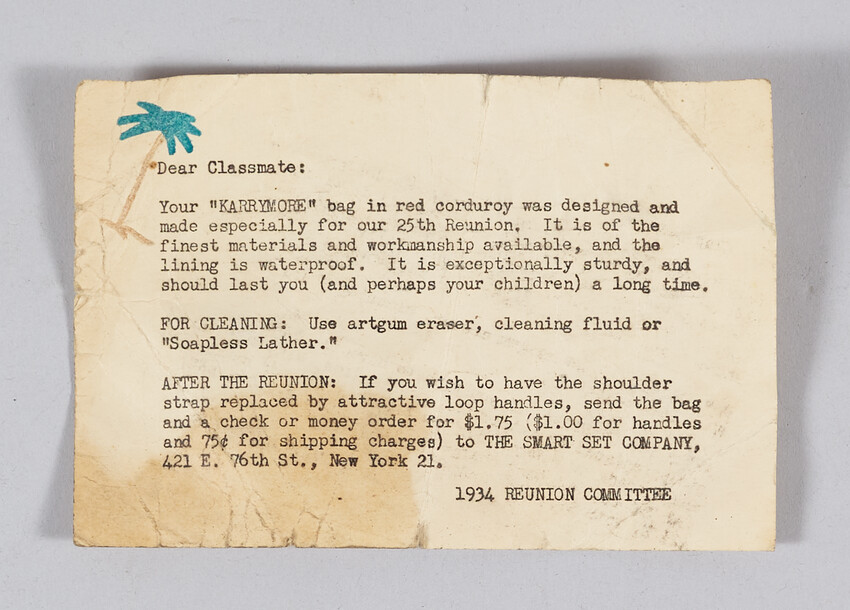 Dear Classmate:
Your "KARRYMORE" bag in red corduroy was designed and
made especially for our 25th Reunion. It is of the
finest materials and workmanship available, and the
lining is waterproof. It is exceptionally sturdy, and
should last you (and perhaps your children) a long time.
FOR CLEANING: Use artgum eraser, cleaning fluid or
"Soapless Lather."
AFTER THE REUNION: If you wish to have the shoulder
strap replaced by attractive loop handles, send the bag
and a check or money order for $1.75 ($1.00 for handles
and 75¢ for shipping charges) to THE SMART SET COMPANY,
421 E. 76th St., New York 21.
1934 REUNION COMMITTEE